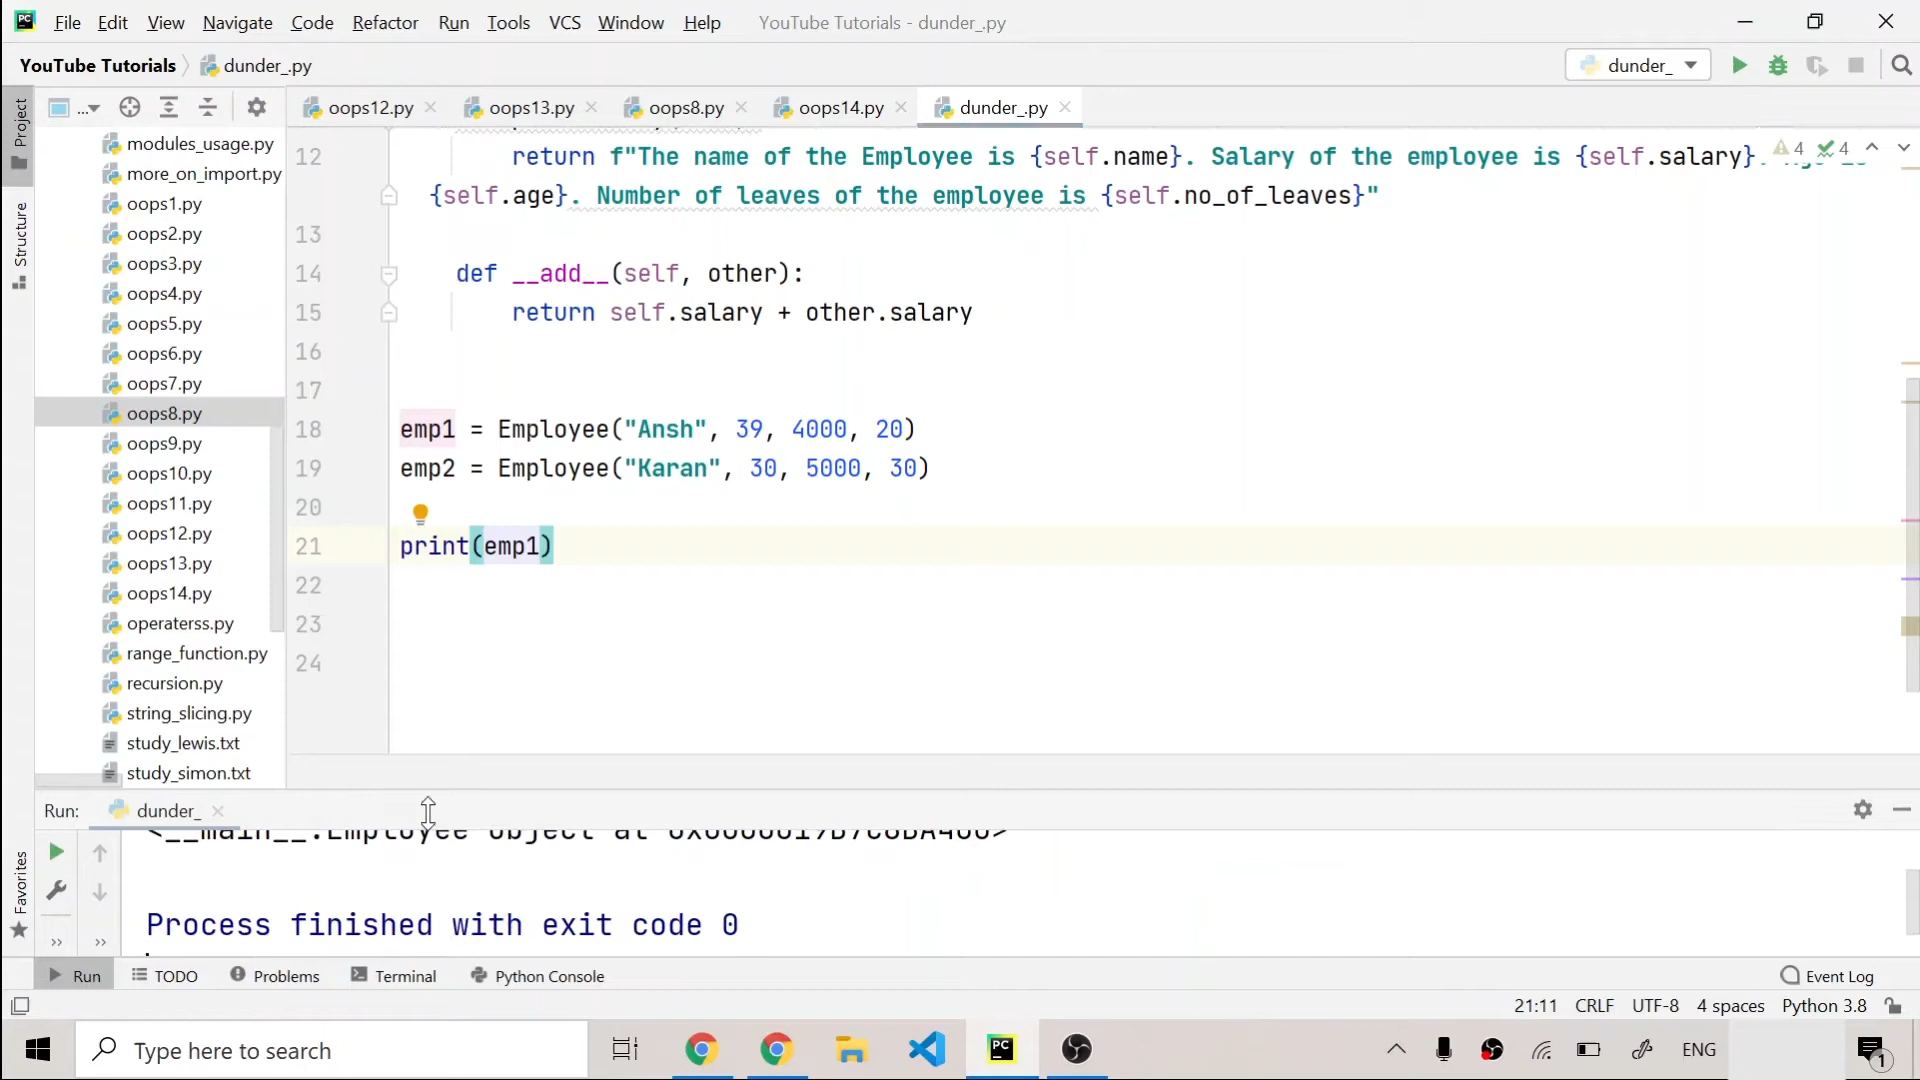 File Edit View Navigate Code Refactor Run Tools VCS Window Help YouTube Tutorials - dunder_.py
YouTube Tutorials dunder_.py dunder_
Project
... oops12.py oops13.py oops8.py oops14.py dunder_.py
modules_usage.py
more_on_import.py
oops1.py
oops2.py
oops3.py
oops4.py
oops5.py
oops6.py
oops7.py
oops8.py
oops9.py
oops10.py
oops11.py
oops12.py
oops13.py
oops14.py
operaterss.py
range_function.py
recursion.py
string_slicing.py
study_lewis.txt
study_simon.txt
Structure
12 return f"The name of the Employee is {self.name}. Salary of the employee is {self.salary}.
{self.age}. Number of leaves of the employee is {self.no_of_leaves}"
4 4
13
14 def __add__(self, other):
15 return self.salary + other.salary
16
17
18 emp1 = Employee("Ansh", 39, 4000, 20)
19 emp2 = Employee("Karan", 30, 5000, 30)
20
21 print(emp1)
22
23
24
Run: dunder_
<__main__.Employee object at
Process finished with exit code 0
Favorites
Run TODO Problems Terminal Python Console Event Log
21:11 CRLF UTF-8 4 spaces Python 3.8
Type here to search PC ENG 1